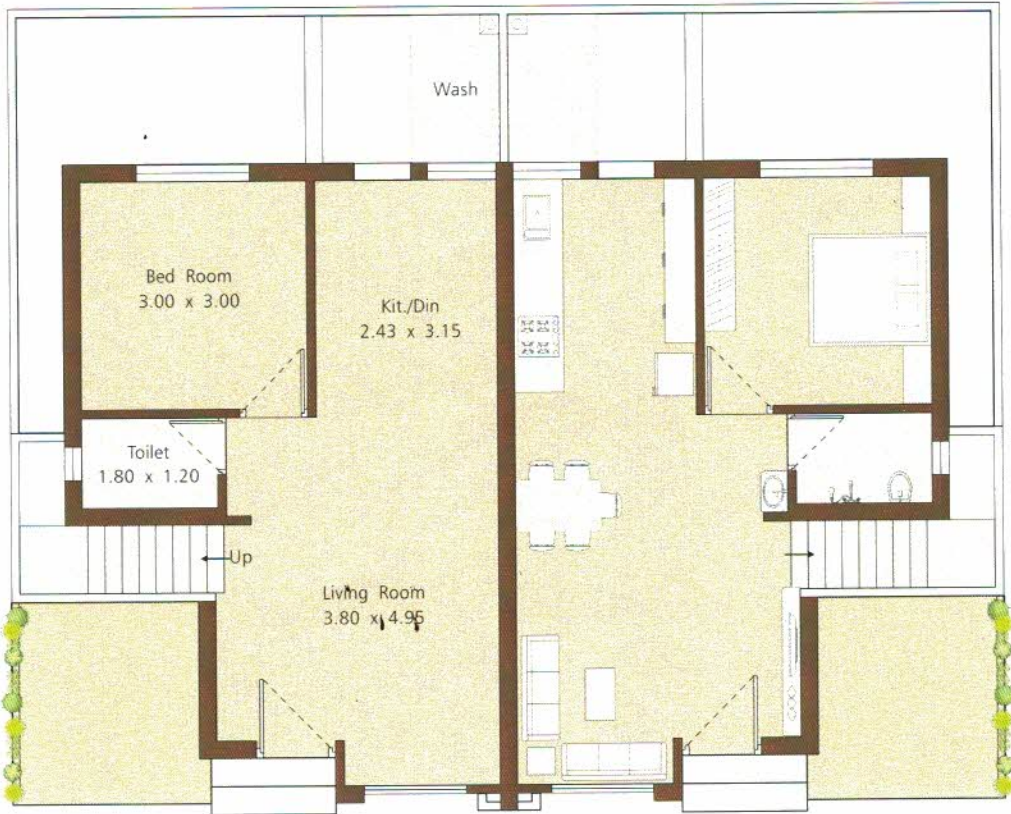 Wash
Bed Room
3.00 x 3.00
Kit./Din
2.43 x 3.15
Toilet
1.80 x 1.20
Up
Living Room
3.80 x 4.95